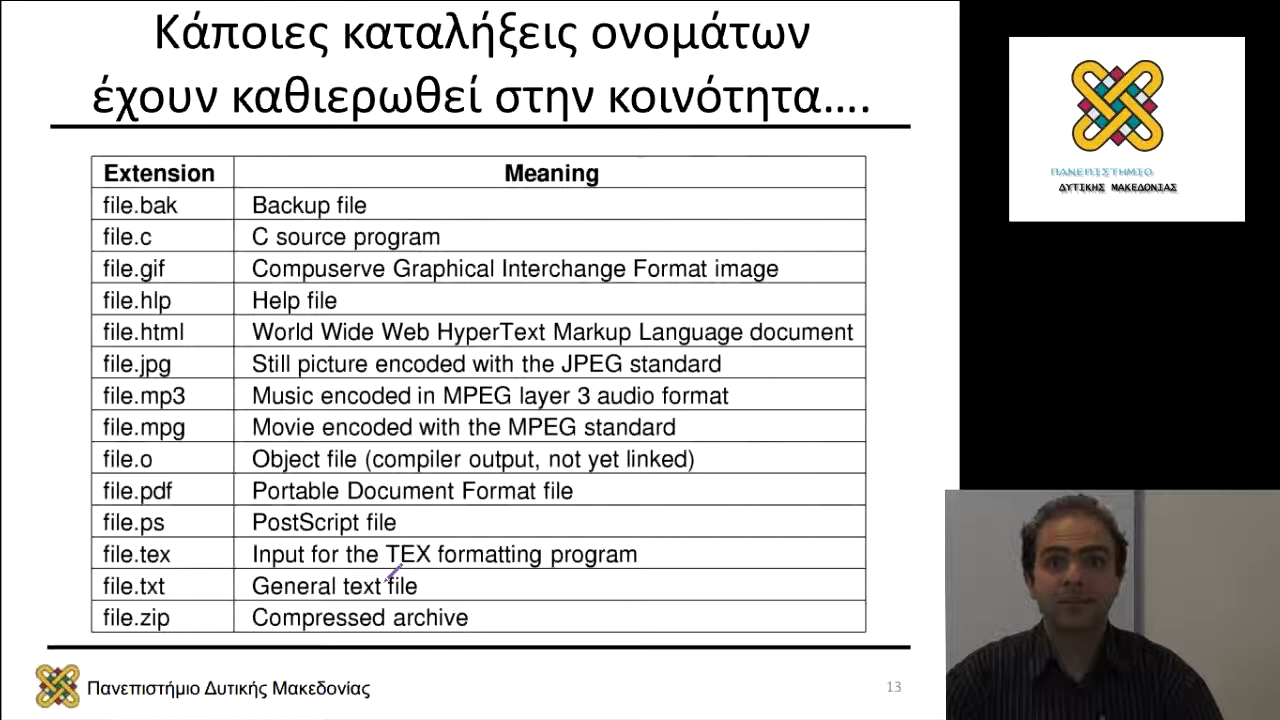 Κάποιες καταλήξεις ονομάτων
έχουν καθιερωθεί στην κοινότητα....
Extension Meaning
file.bak Backup file
file.c C source program
file.gif Compuserve Graphical Interchange Format image
file.hlp Help file
file.html World Wide Web HyperText Markup Language document
file.jpg Still picture encoded with the JPEG standard
file.mp3 Music encoded in MPEG layer 3 audio format
file.mpg Movie encoded with the MPEG standard
file.o Object file (compiler output, not yet linked)
file.pdf Portable Document Format file
file.ps PostScript file
file.tex Input for the TEX formatting program
file.txt General text file
file.zip Compressed archive
Πανεπιστήμιο Δυτικής Μακεδονίας
13
ΠΑΝΕΠΙΣΤΗΜΙΟ
ΔΥΤΙΚΗΣ ΜΑΚΕΔΟΝΙΑΣ